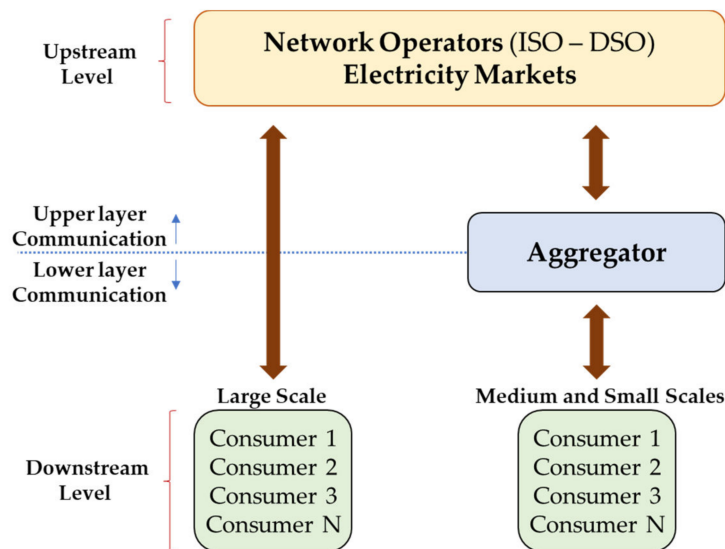 Upstream
Level
Network Operators (ISO – DSO)
Electricity Markets
Upper layer
Communication
Lower layer
Communication
Aggregator
Large Scale
Medium and Small Scales
Downstream
Level
Consumer 1
Consumer 2
Consumer 3
Consumer N
Consumer 1
Consumer 2
Consumer 3
Consumer N